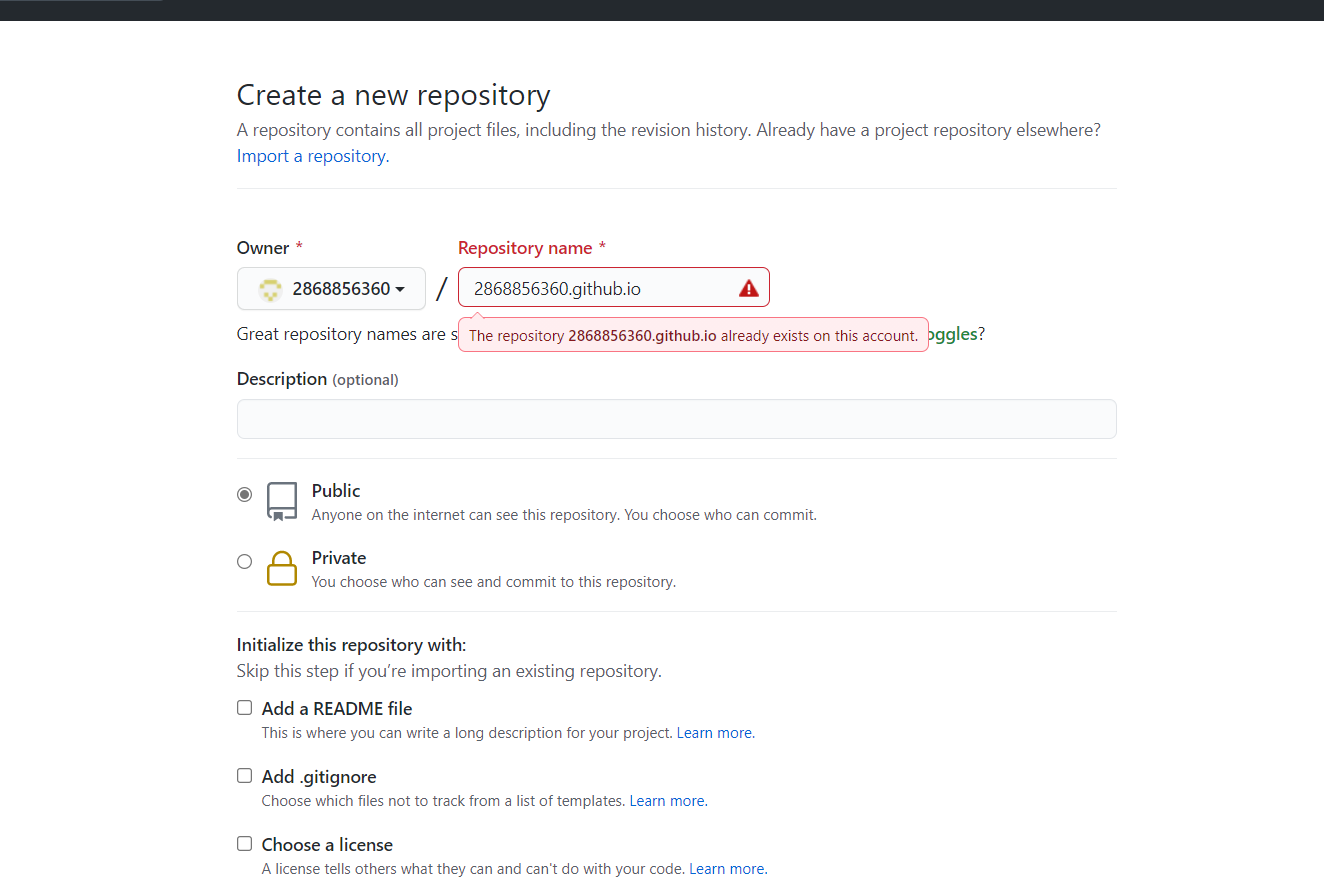 Create a new repository
A repository contains all project files, including the revision history. Already have a project repository elsewhere?
Import a repository.
Owner * Repository name *
2868856360 / 2868856360.github.io
Great repository names are s oggles?
The repository 2868856360.github.io already exists on this account.
Description (optional)
Public
Anyone on the internet can see this repository. You choose who can commit.
Private
You choose who can see and commit to this repository.
Initialize this repository with:
Skip this step if you’re importing an existing repository.
Add a README file
This is where you can write a long description for your project. Learn more.
Add .gitignore
Choose which files not to track from a list of templates. Learn more.
Choose a license
A license tells others what they can and can't do with your code. Learn more.